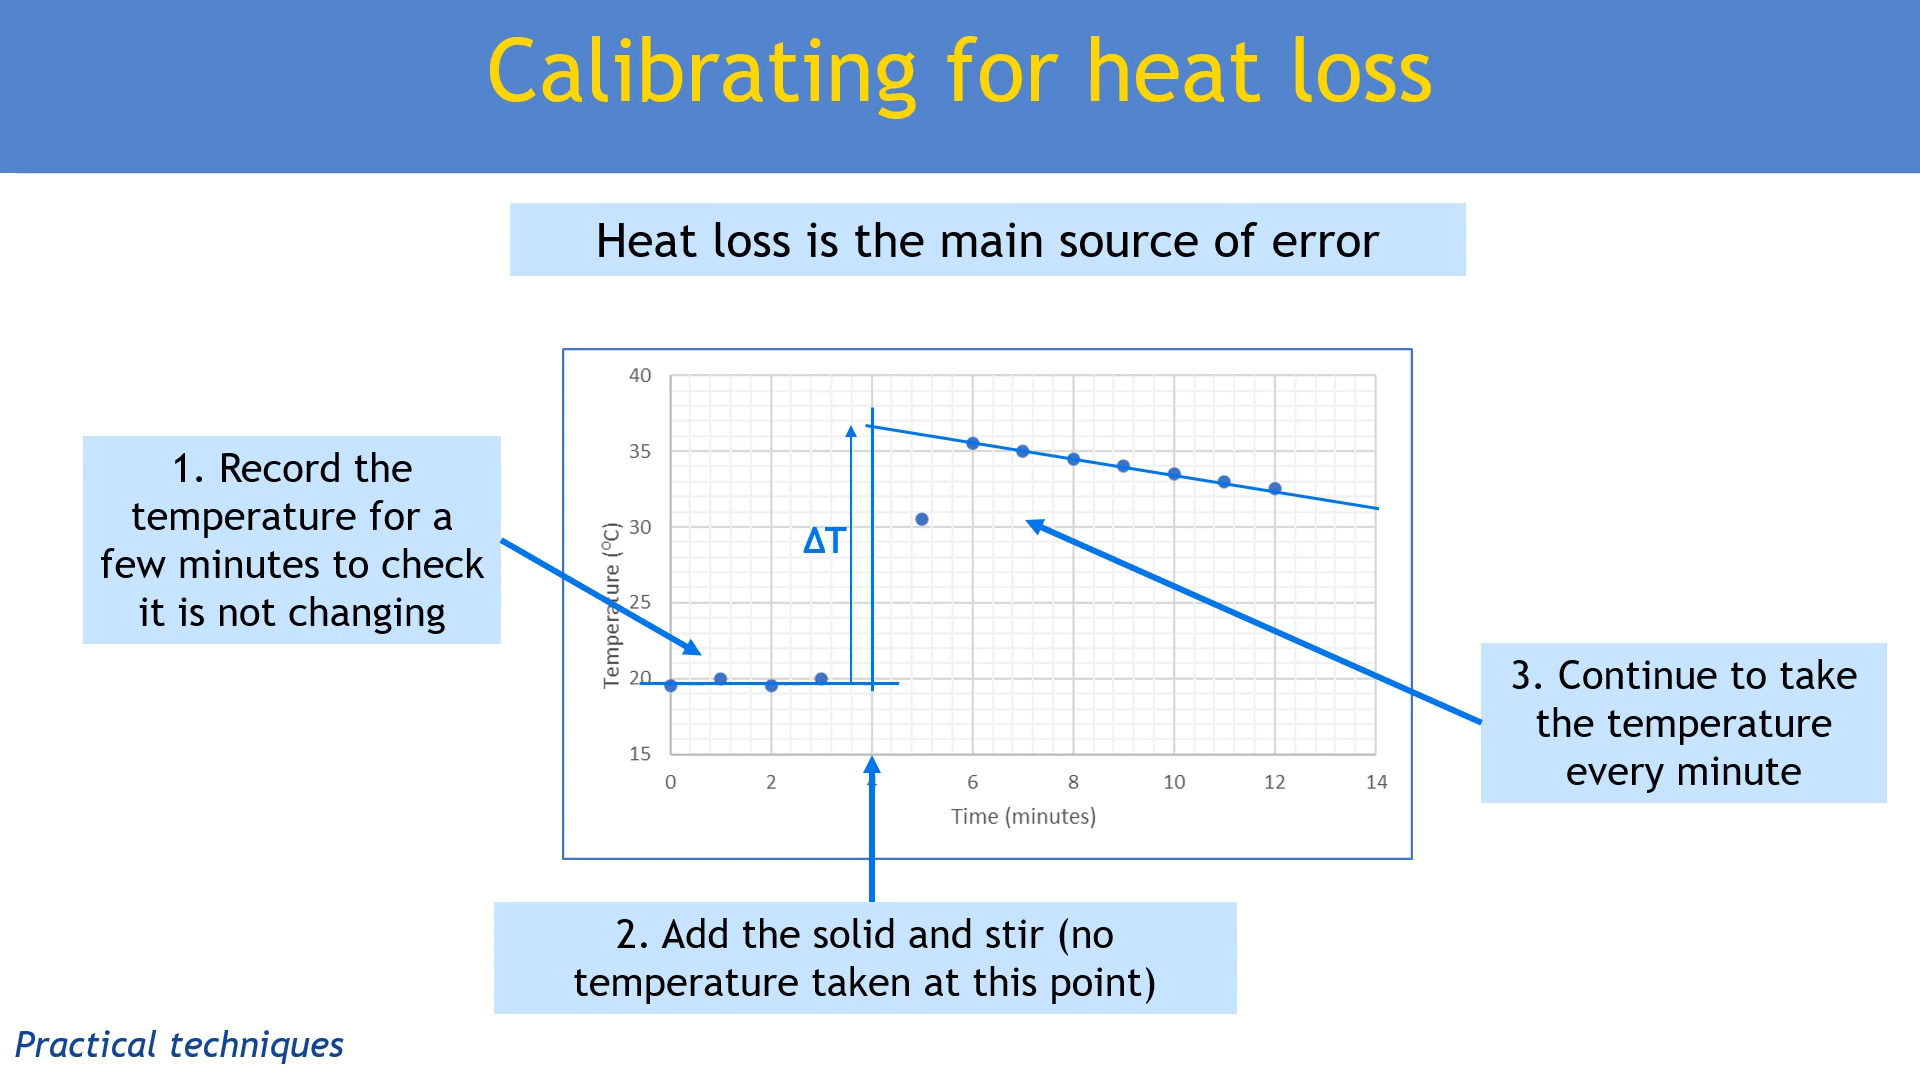 Calibrating for heat loss
Heat loss is the main source of error
1. Record the
temperature for a
few minutes to check
it is not changing
40
35
30
25
20
15
Temperature (⁰C)
ΔT
0
2
4
6
8
10
12
14
Time (minutes)
3. Continue to take
the temperature
every minute
2. Add the solid and stir (no
temperature taken at this point)
Practical techniques